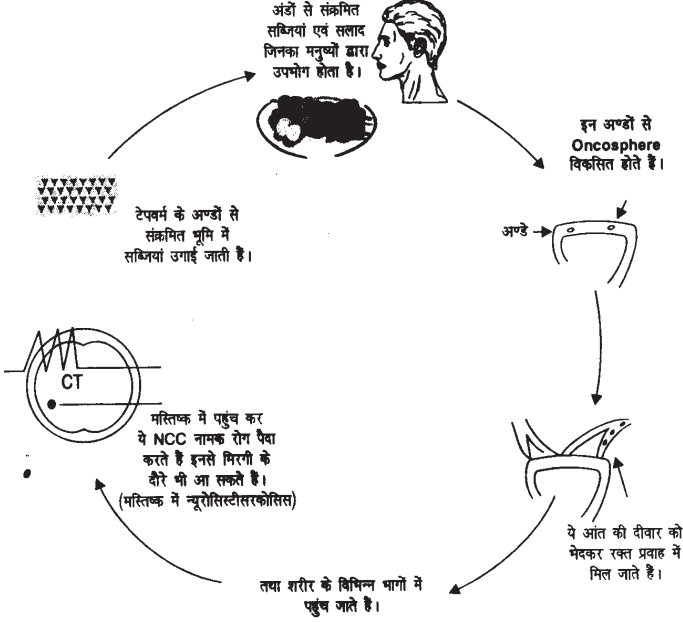 अंडों से संक्रमित
सब्जियां एवं सलाद
जिनका मनुष्यों द्वारा
उपभोग होता है।
इन अण्डों से
Oncosphere
विकसित होते हैं।
अण्डे
ये आंत की दीवार को
भेदकर रक्त प्रवाह में
मिल जाते हैं।
तथा शरीर के विभिन्न भागों में
पहुंच जाते हैं।
CT
मस्तिष्क में पहुंच कर
ये NCC नामक रोग पैदा
करते हैं इनसे मिरगी के
दौरे भी आ सकते हैं।
(मस्तिष्क में न्यूरोसिस्टीसरकोसिस)
टेपवर्म के अण्डों से
संक्रमित भूमि में
सब्जियां उगाई जाती हैं।